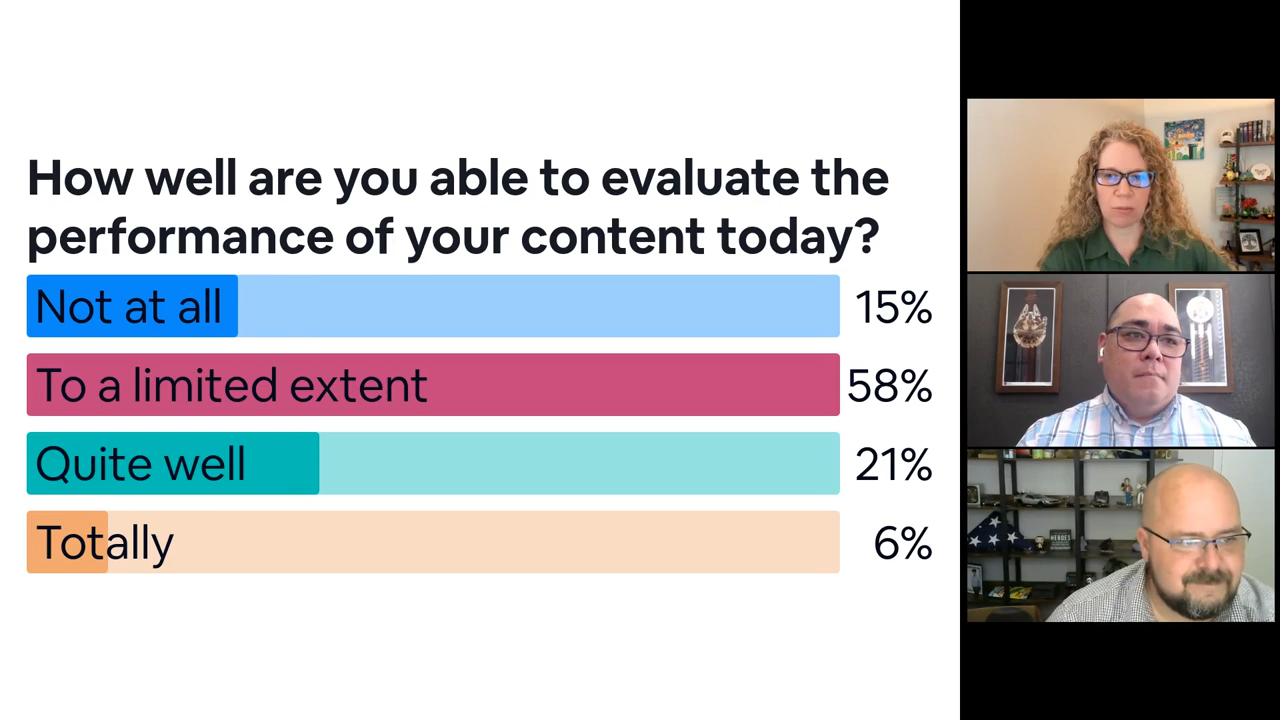 How well are you able to evaluate the
performance of your content today?
Not at all 15%
To a limited extent 58%
Quite well 21%
Totally 6%
HEROES